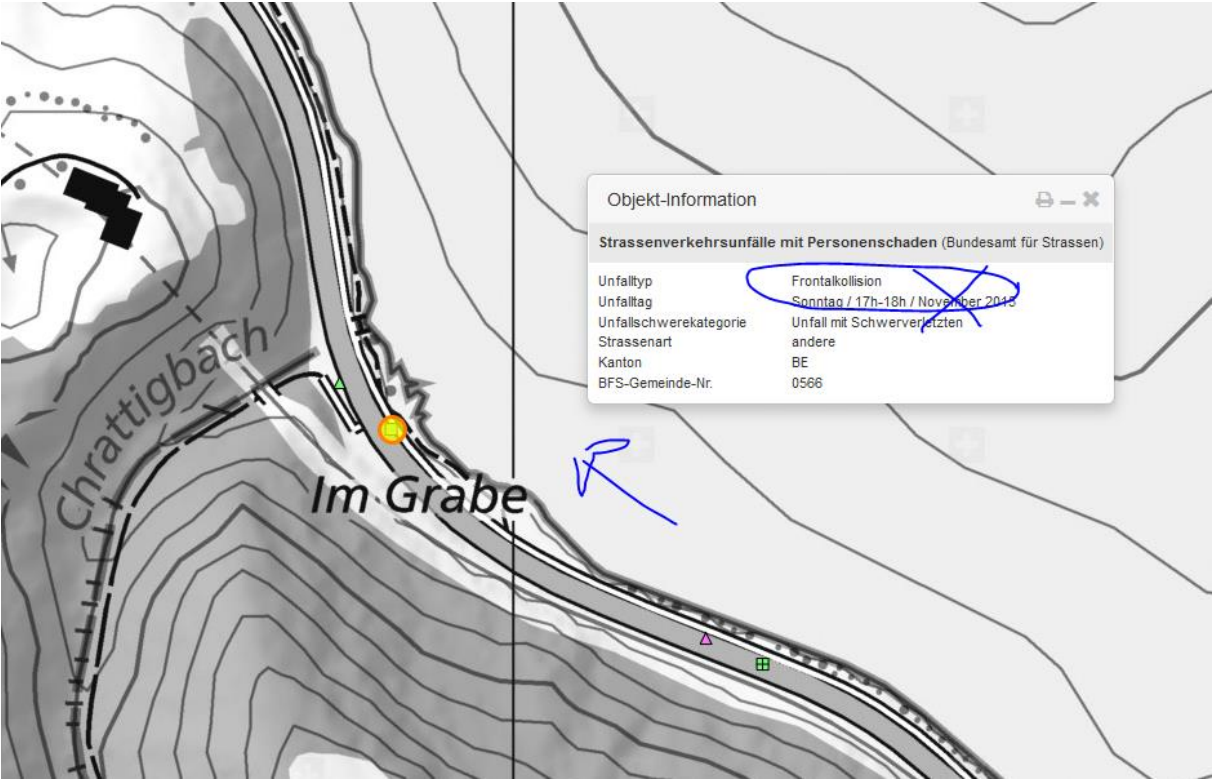 Objekt-Information
Strassenverkehrsunfälle mit Personenschaden (Bundesamt für Strassen)
Unfalltyp Frontalkollision
Unfalltag Sonntag / 17h-18h / November 2015
Unfallschwerekategorie Unfall mit Schwerverletzten
Strassenart andere
Kanton BE
BFS-Gemeinde-Nr. 0566
Chrattigbach
Im Grabe